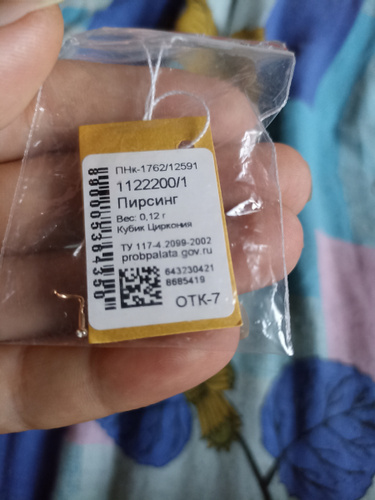 ПНк-1762/12591
1122200/1
Пирсинг
Вес: 0,12 г
Кубик Циркония
ТУ 117-4.2099-2002
probpalata.gov.ru
643230421
8685419
ОТК-7